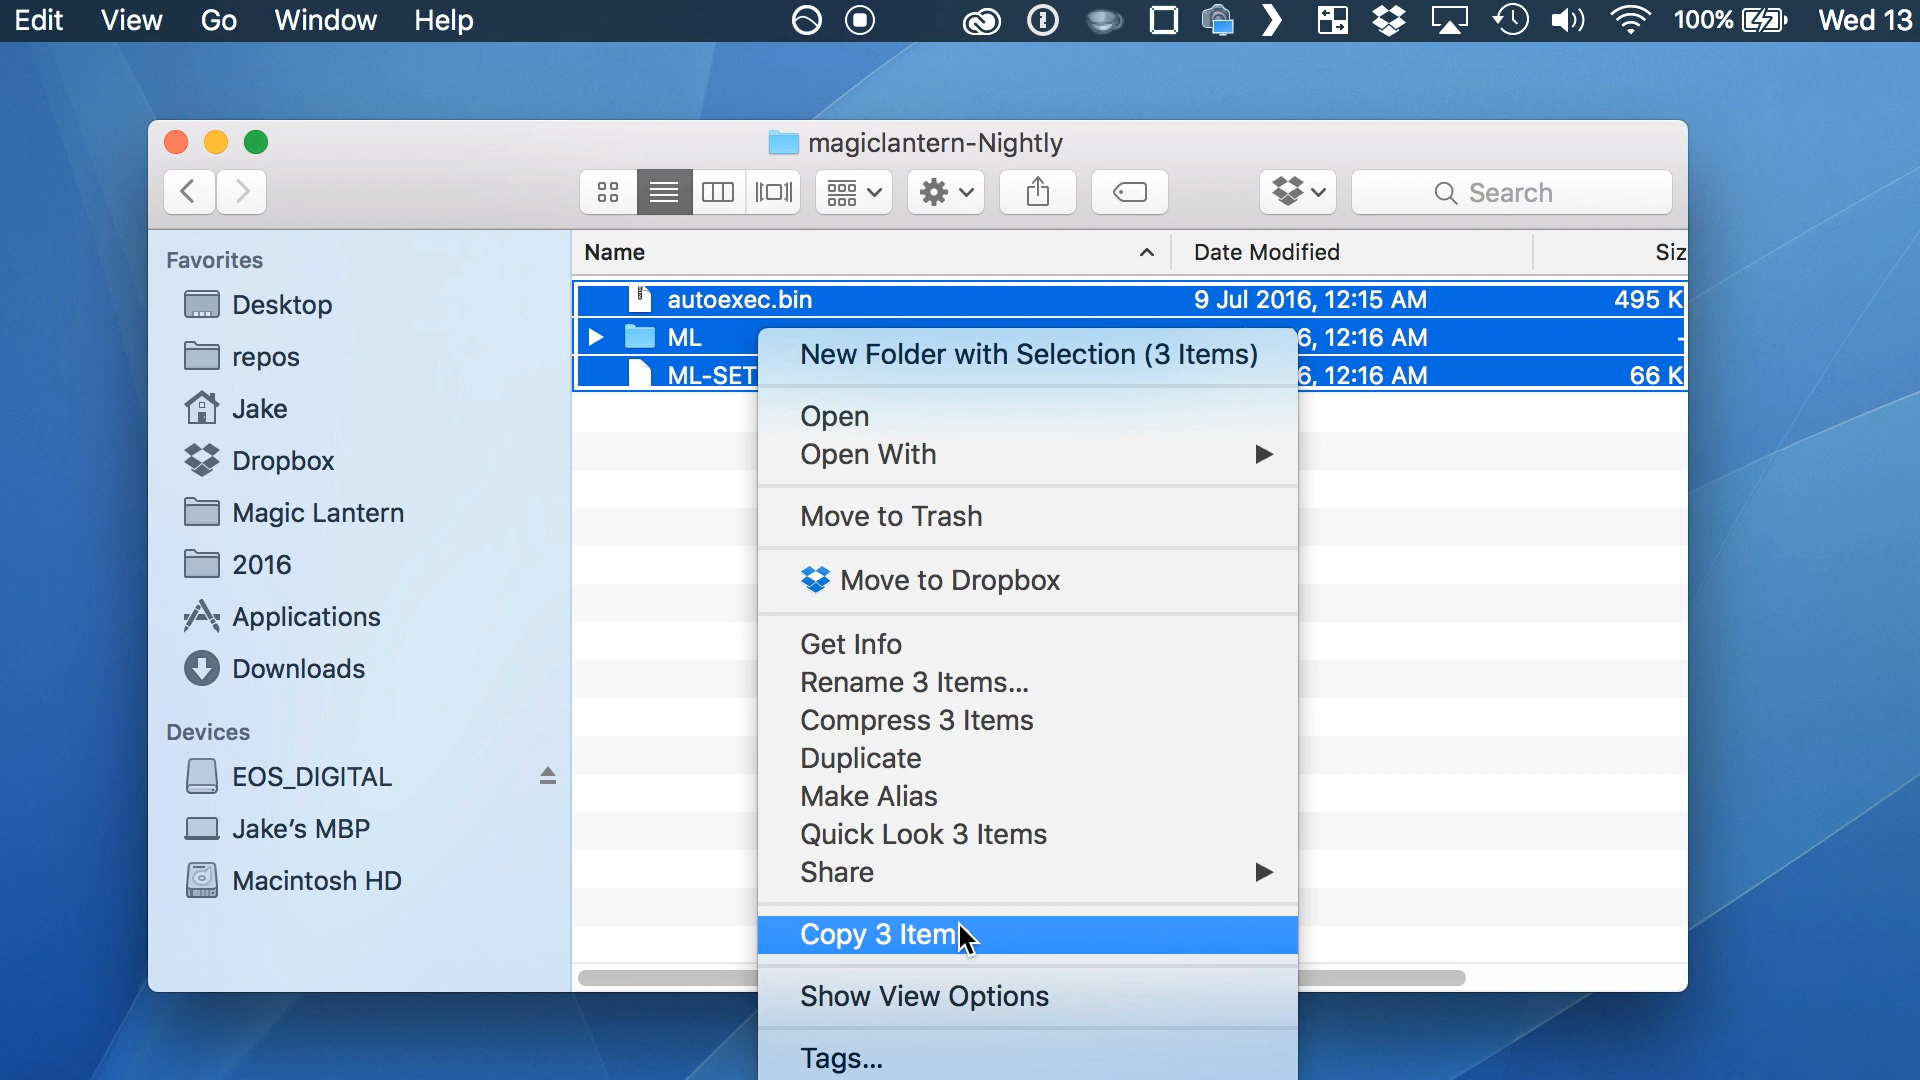 Edit View Go Window Help 100% Wed 13
magiclantern-Nightly
Search
Favorites
Desktop
repos
Jake
Dropbox
Magic Lantern
2016
Applications
Downloads
Devices
EOS_DIGITAL
Jake's MBP
Macintosh HD
Name Date Modified Siz
autoexec.bin 9 Jul 2016, 12:15 AM 495 K
ML 6, 12:16 AM -
ML-SET 6, 12:16 AM 66 K
New Folder with Selection (3 Items)
Open
Open With
Move to Trash
Move to Dropbox
Get Info
Rename 3 Items...
Compress 3 Items
Duplicate
Make Alias
Quick Look 3 Items
Share
Copy 3 Item
Show View Options
Tags...